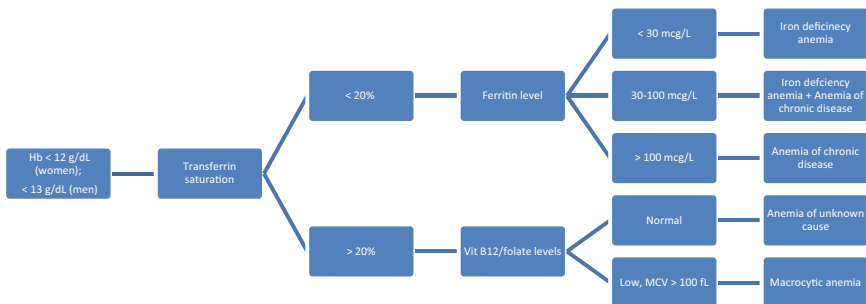 Hb < 12 g/dL
(women);
< 13 g/dL (men)
Transferrin
saturation
< 20%
Ferritin level
< 30 mcg/L
Iron deficinecy
anemia
30-100 mcg/L
Iron defciency
anemia + Anemia of
chronic disease
> 100 mcg/L
Anemia of chronic
disease
> 20%
Vit B12/folate levels
Normal
Anemia of unknown
cause
Low, MCV > 100 fL
Macrocytic anemia